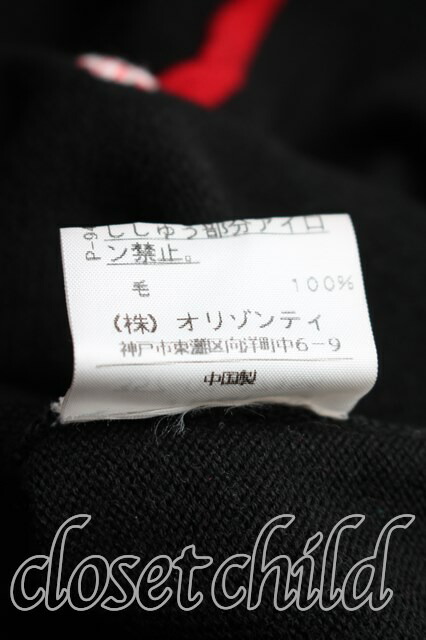 ししゅう部分アイロ
ン禁止。
毛 100%
(株) オリゾンティ
神戸市東灘区向洋町中6-9
中国製
closet child